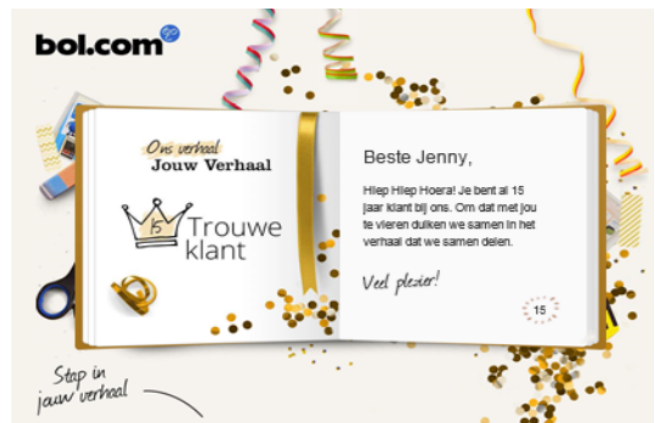 bol.com
go
Ons verhaal
Jouw Verhaal
15
Trouwe
klant
Beste Jenny,
Hiep Hiep Hoera! Je bent al 15
jaar klant bij ons. Om dat met jou
te vieren duiken we samen in het
verhaal dat we samen delen.
Veel plezier!
15
Stap in
jouw verhaal